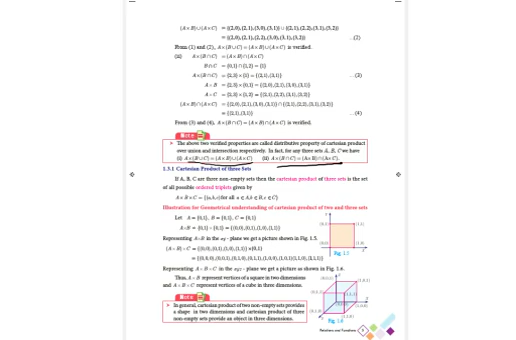 (A×B)∪(A×C) = {(2,0),(2,1),(3,0),(3,1)} ∪ {(2,1),(2,2),(3,1),(3,2)}
= {(2,0),(2,1),(2,2),(3,0),(3,1),(3,2)} ...(2)
From (1) and (2), A×(B∪C) = (A×B)∪(A×C) is verified.
(ii) A×(B∩C) = (A×B)∩(A×C)
B∩C = {0,1} ∩ {1,2} = {1}
A×(B∩C) = {2,3}×{1} = {(2,1),(3,1)} ...(3)
A×B = {2,3}×{0,1} = {(2,0),(2,1),(3,0),(3,1)}
A×C = {2,3}×{1,2} = {(2,1),(2,2),(3,1),(3,2)}
(A×B)∩(A×C) = {(2,0),(2,1),(3,0),(3,1)} ∩ {(2,1),(2,2),(3,1),(3,2)}
= {(2,1),(3,1)} ...(4)
From (3) and (4), A×(B∩C) = (A×B)∩(A×C) is verified.
Note
The above two verified properties are called distributive property of cartesian product
over union and intersection respectively. In fact, for any three sets A, B, C we have
(i) A×(B∪C) = (A×B)∪(A×C) (ii) A×(B∩C) = (A×B)∩(A×C).
1.3.1 Cartesian Product of three Sets
If A, B, C are three non-empty sets then the cartesian product of three sets is the set
of all possible ordered triplets given by
A×B×C = {(a,b,c) for all a∈A, b∈B, c∈C}
Illustration for Geometrical understanding of cartesian product of two and three sets
Let A = {0,1}, B = {0,1}, C = {0,1}
A×B = {0,1}×{0,1} = {(0,0),(0,1),(1,0),(1,1)}
Representing A×B in the xy - plane we get a picture shown in Fig. 1.5.
(A×B)×C = {(0,0),(0,1),(1,0),(1,1)}×{0,1}
= {(0,0,0),(0,0,1),(0,1,0),(0,1,1),(1,0,0),(1,0,1),(1,1,0),(1,1,1)}
Fig. 1.5
Representing A×B×C in the xyz - plane we get a picture as shown in Fig. 1.6.
Thus, A×B represent vertices of a square in two dimensions
and A×B×C represent vertices of a cube in three dimensions.
Note
In general, cartesian product of two non-empty sets provides
a shape in two dimensions and cartesian product of three
non-empty sets provide an object in three dimensions.
Fig. 1.6
Relations and Functions